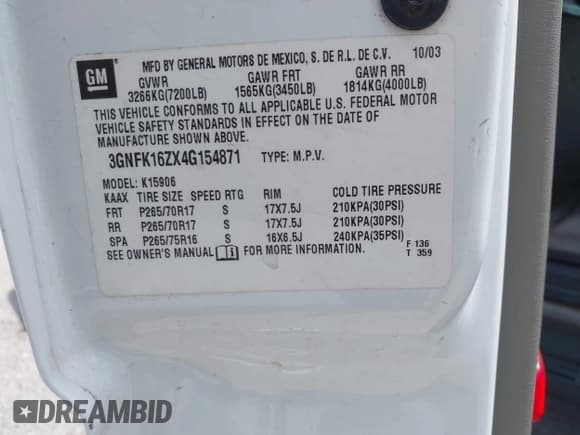 MFD BY GENERAL MOTORS DE MEXICO, S. DE R.L. DE C.V. 10/03
GM
GVWR GAWR FRT GAWR RR
3266KG(7200LB) 1565KG(3450LB) 1814KG(4000LB)
THIS VEHICLE CONFORMS TO ALL APPLICABLE U.S. FEDERAL MOTOR
VEHICLE SAFETY STANDARDS IN EFFECT ON THE DATE OF
MANUFACTURE SHOWN ABOVE.
3GNFK16ZX4G154871 TYPE: M.P.V.
MODEL: K15906
KAAX TIRE SIZE SPEED RTG RIM COLD TIRE PRESSURE
FRT P265/70R17 S 17X7.5J 210KPA(30PSI)
RR P265/70R17 S 17X7.5J 210KPA(30PSI)
SPA P265/75R16 S 16X6.5J 240KPA(35PSI)
SEE OWNER'S MANUAL FOR MORE INFORMATION.
F 136
T 359
DREAMBID